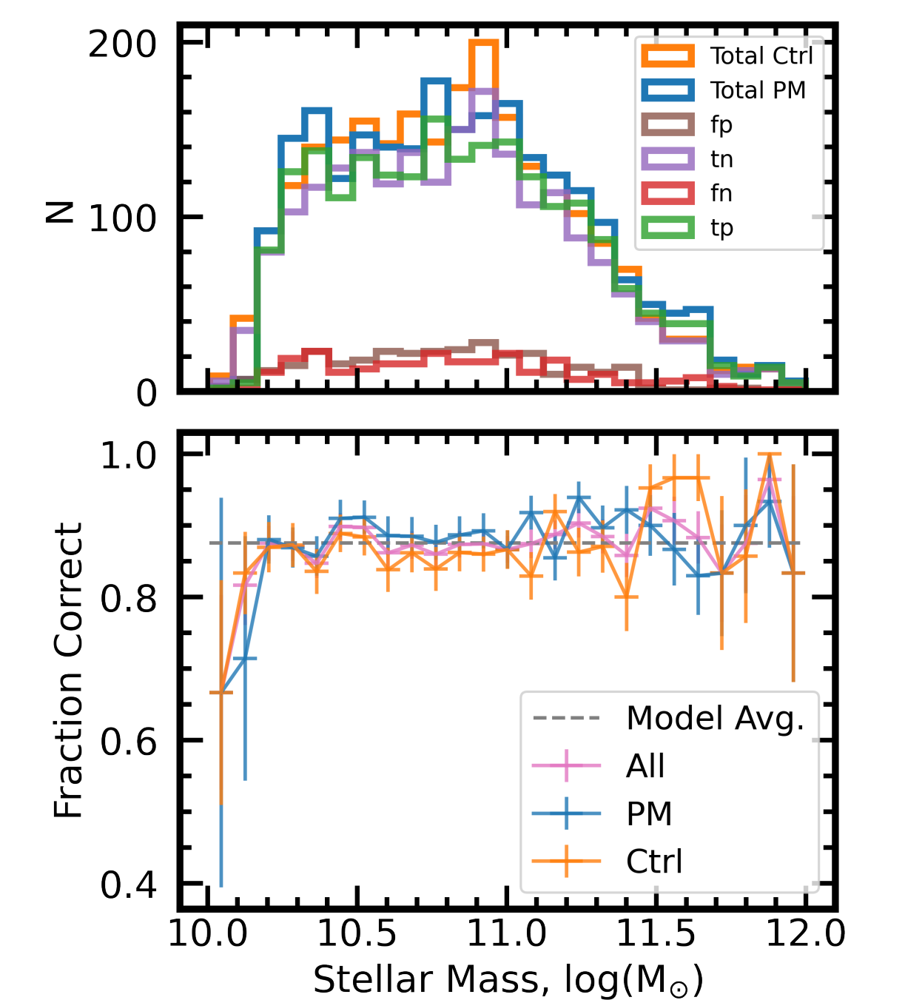 200
100
0
N
Total Ctrl
Total PM
fp
tn
fn
tp
1.0
0.8
0.6
0.4
Fraction Correct
Model Avg.
All
PM
Ctrl
10.0 10.5 11.0 11.5 12.0
Stellar Mass, log(M☉)